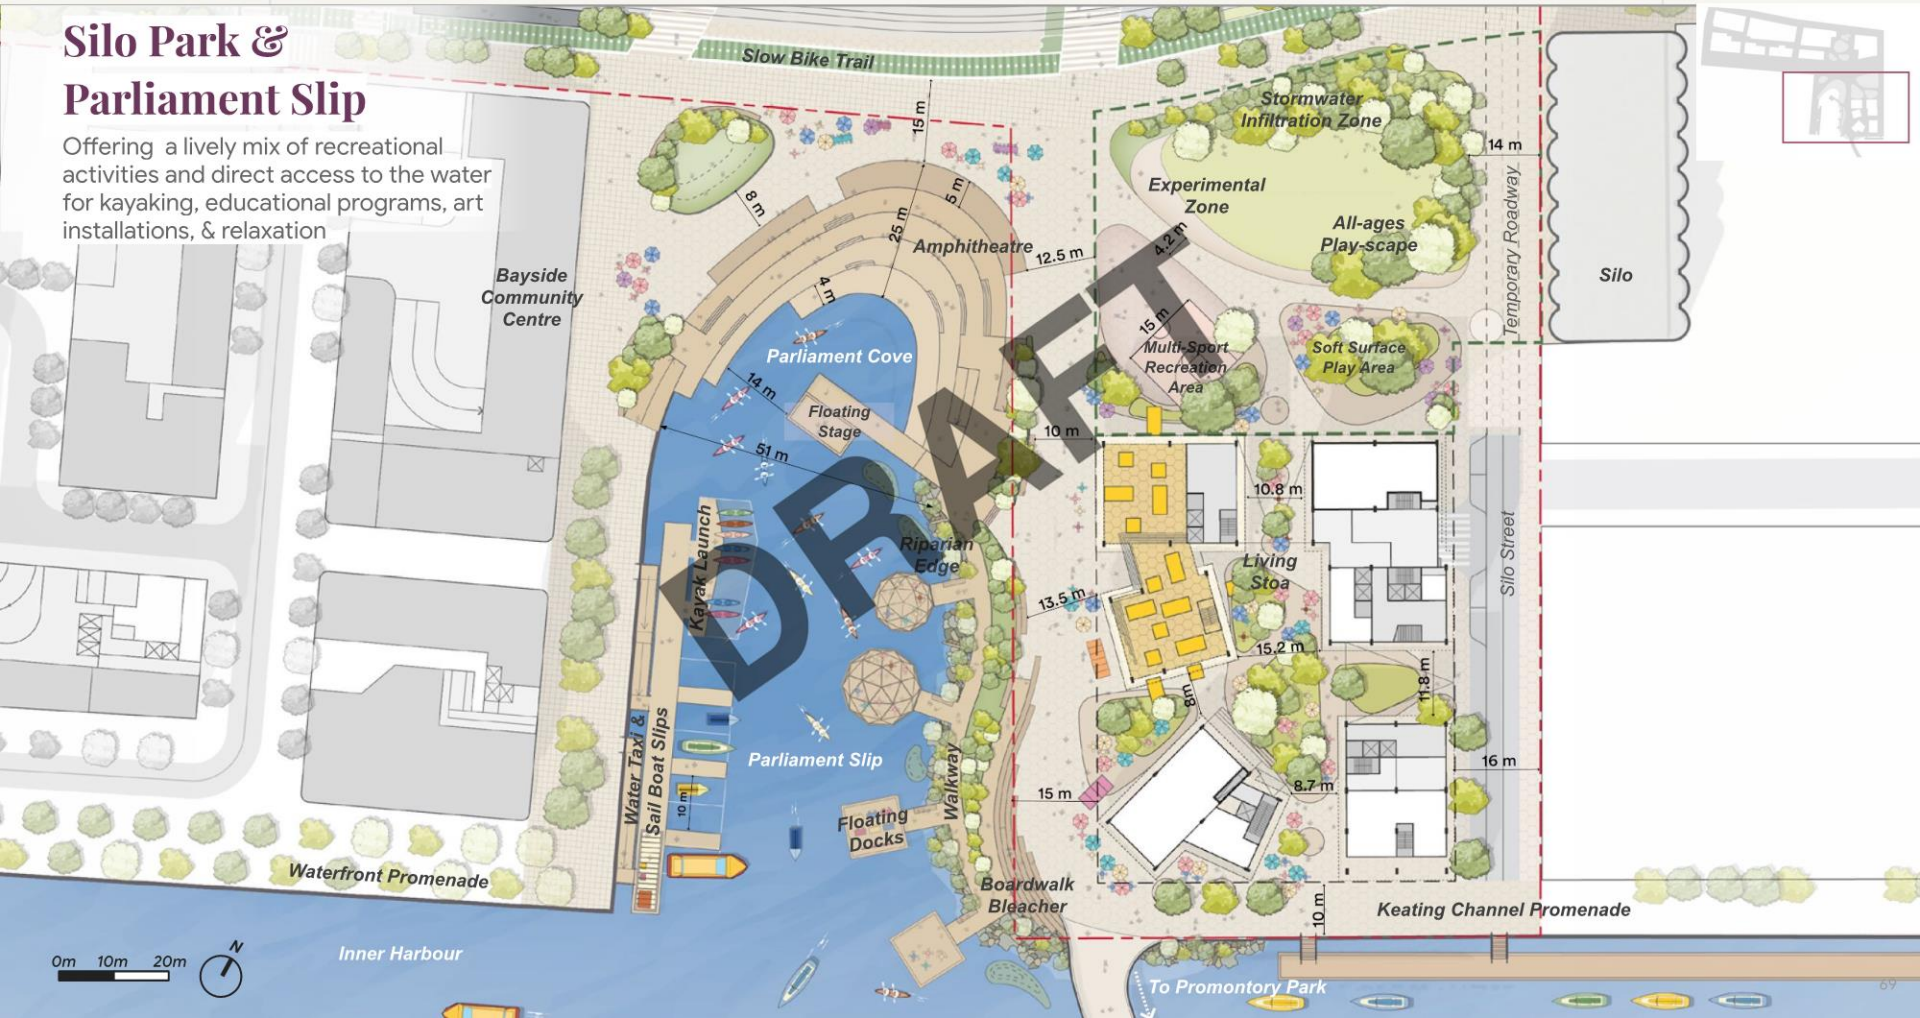 Silo Park &
Parliament Slip
Offering a lively mix of recreational
activities and direct access to the water
for kayaking, educational programs, art
installations, & relaxation
Slow Bike Trail
15 m
Stormwater
Infiltration Zone
14 m
Experimental
Zone
All-ages
Play-scape
Temporary Roadway
Silo
8 m
5 m
25 m
Amphitheatre
12.5 m
4.2 m
4 m
Bayside
Community
Centre
Parliament Cove
15 m
Multi-Sport
Recreation
Area
Soft Surface
Play Area
14 m
Floating
Stage
51 m
10 m
DRAFT
10.8 m
Kayak Launch
Riparian
Edge
Living
Stoa
Silo Street
13.5 m
15.2 m
11.8 m
8m
Water Taxi &
Sail Boat Slips
Parliament Slip
10 m
Walkway
15 m
8.7 m
16 m
Floating
Docks
Waterfront Promenade
Boardwalk
Bleacher
10 m
Keating Channel Promenade
Inner Harbour
0m 10m 20m
N
To Promontory Park
69